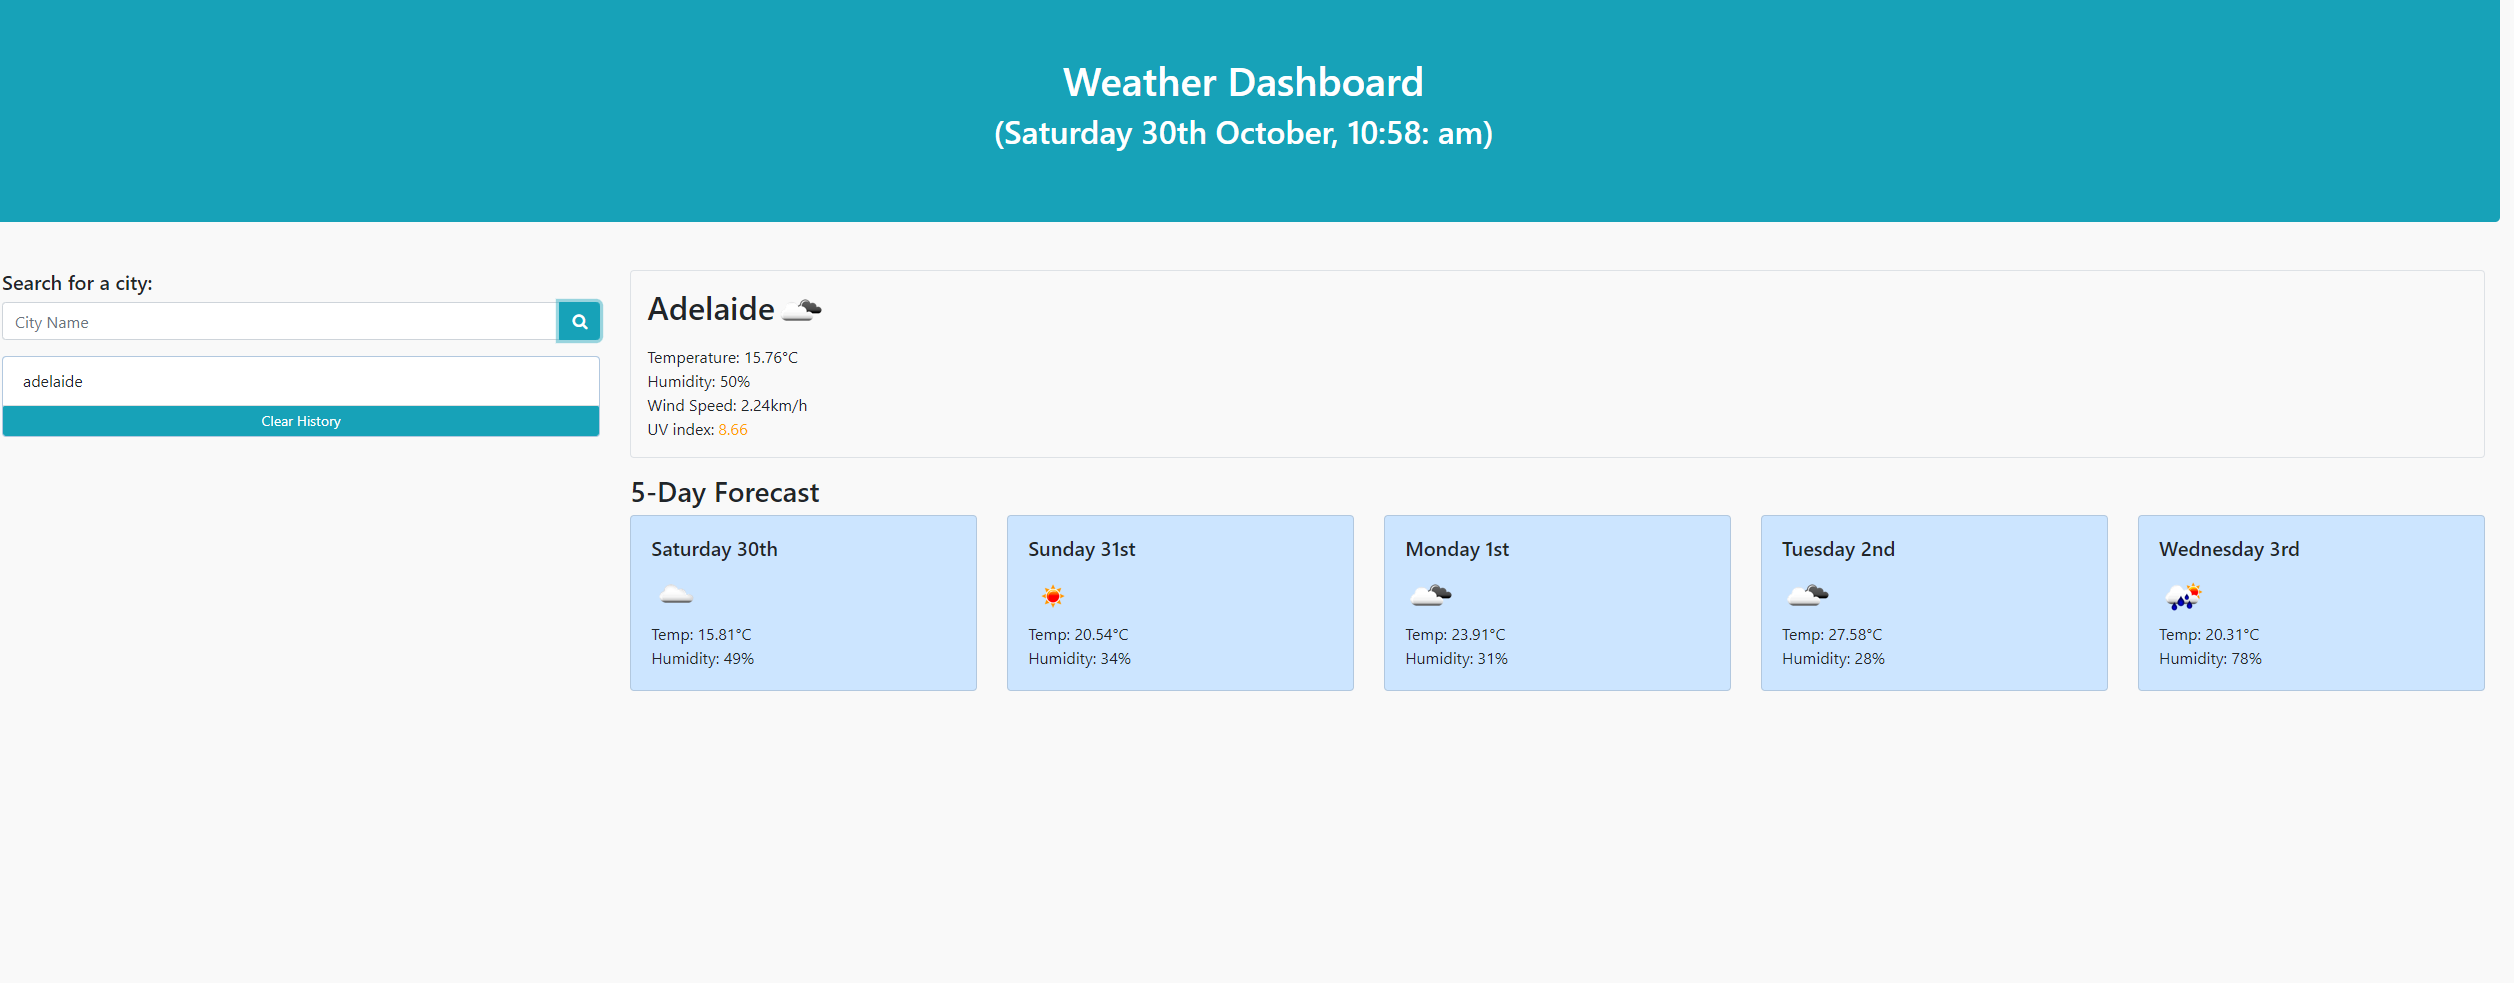 Weather Dashboard
(Saturday 30th October, 10:58: am)
Search for a city:
City Name
adelaide
Clear History
Adelaide
Temperature: 15.76°C
Humidity: 50%
Wind Speed: 2.24km/h
UV index: 8.66
5-Day Forecast
Saturday 30th
Temp: 15.81°C
Humidity: 49%
Sunday 31st
Temp: 20.54°C
Humidity: 34%
Monday 1st
Temp: 23.91°C
Humidity: 31%
Tuesday 2nd
Temp: 27.58°C
Humidity: 28%
Wednesday 3rd
Temp: 20.31°C
Humidity: 78%